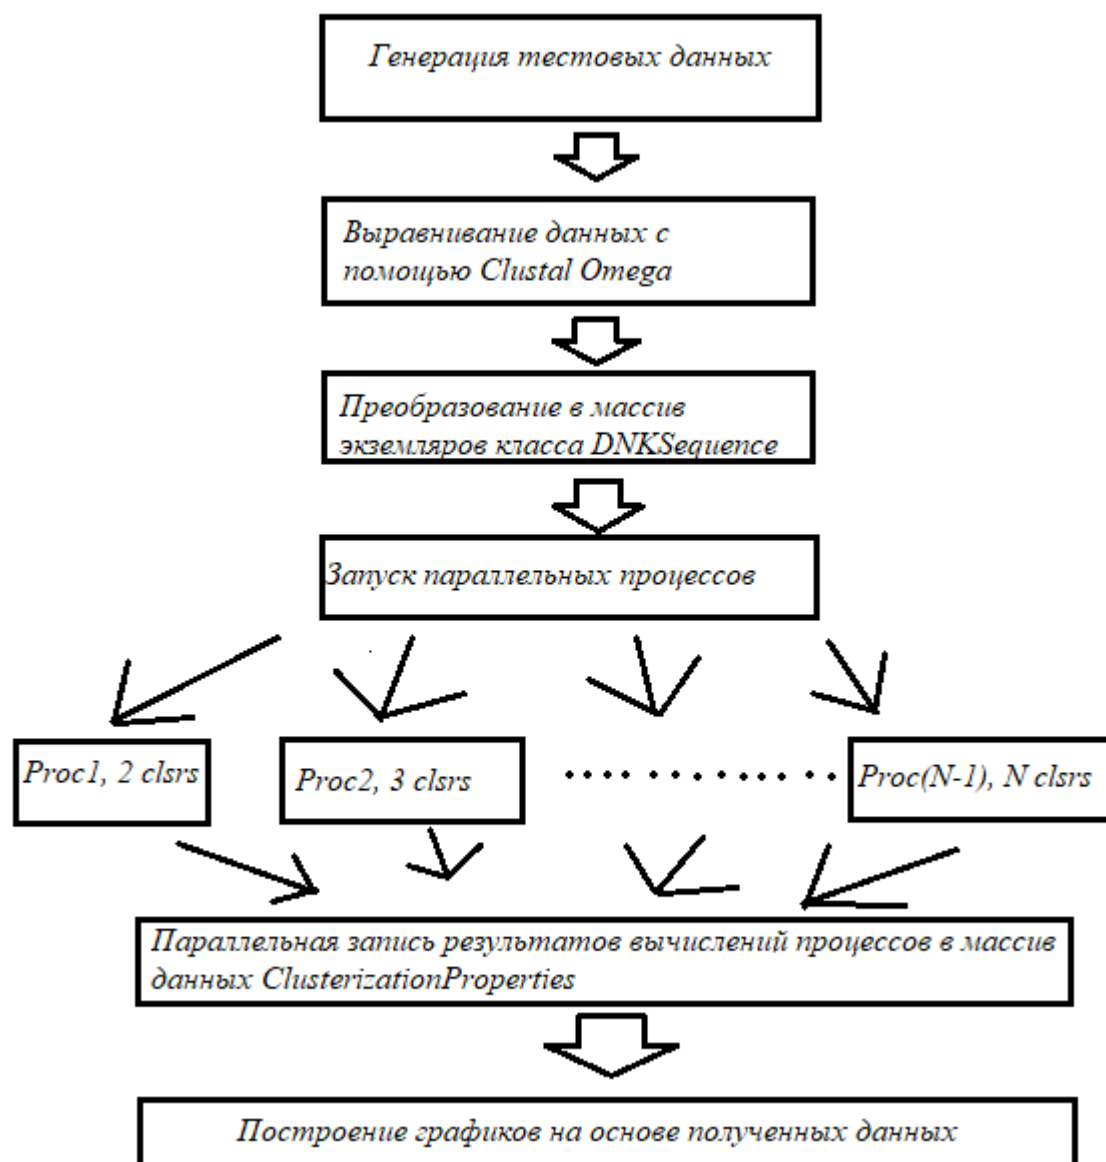 Генерация тестовых данных
Выравнивание данных с
помощью Clustal Omega
Преобразование в массив
экземляров класса DNKSequence
Запуск параллельных процессов
Proc1, 2 clsrs
Proc2, 3 clsrs
Proc(N-1), N clsrs
Параллельная запись результатов вычислений процессов в массив
данных ClusterizationProperties
Построение графиков на основе полученных данных